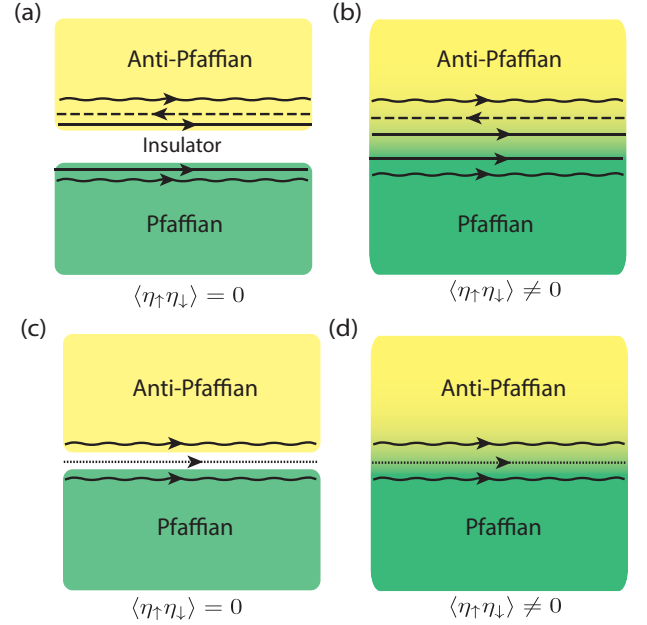 (a)
Anti-Pfaffian
Insulator
Pfaffian
⟨η↑η↓⟩ = 0
(b)
Anti-Pfaffian
Pfaffian
⟨η↑η↓⟩ ≠ 0
(c)
Anti-Pfaffian
Pfaffian
⟨η↑η↓⟩ = 0
(d)
Anti-Pfaffian
Pfaffian
⟨η↑η↓⟩ ≠ 0